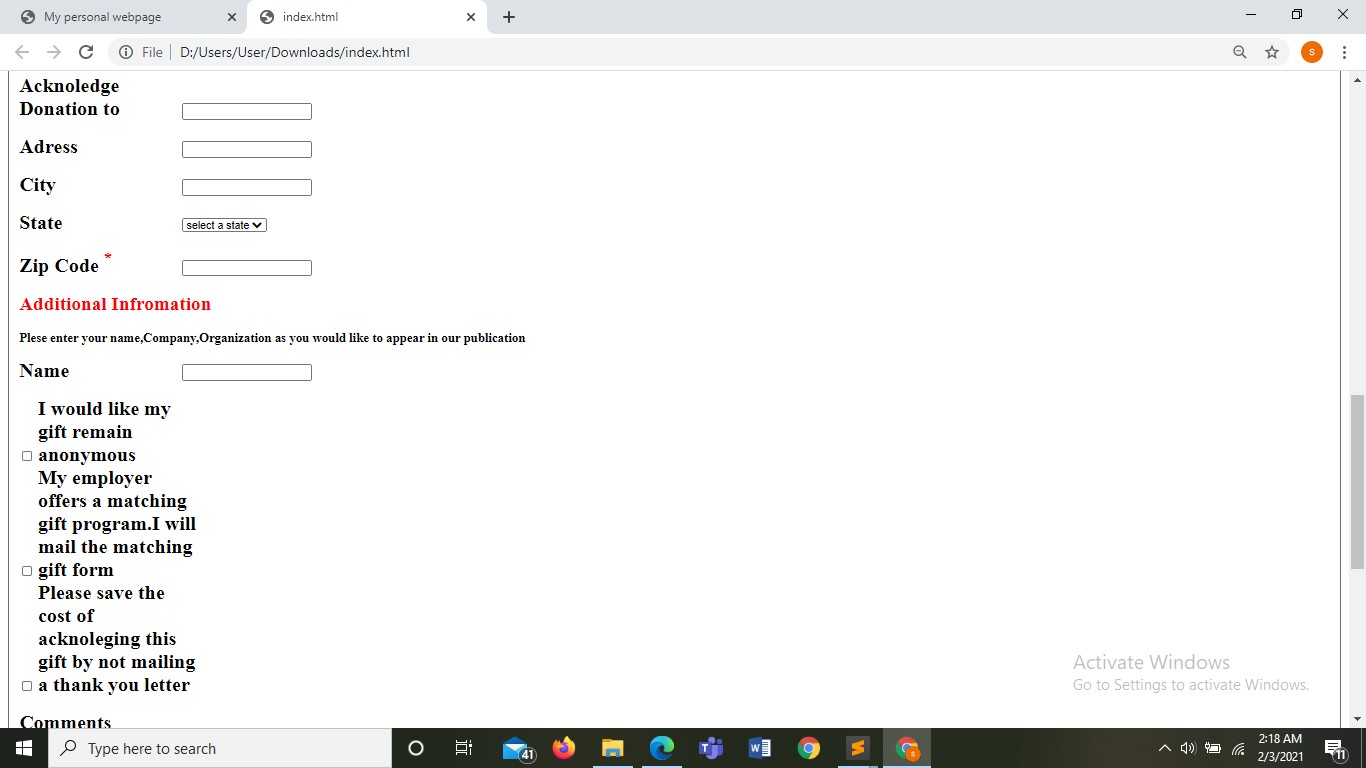 My personal webpage
index.html
File D:/Users/User/Downloads/index.html
S
Acknoledge
Donation to
Adress
City
State select a state
Zip Code *
Additional Infromation
Plese enter your name,Company,Organization as you would like to appear in our publication
Name
I would like my
gift remain
anonymous
My employer
offers a matching
gift program.I will
mail the matching
gift form
Please save the
cost of
acknoleging this
gift by not mailing
a thank you letter
Comments
Activate Windows
Go to Settings to activate Windows.
Type here to search
41
S
2:18 AM
2/3/2021
11